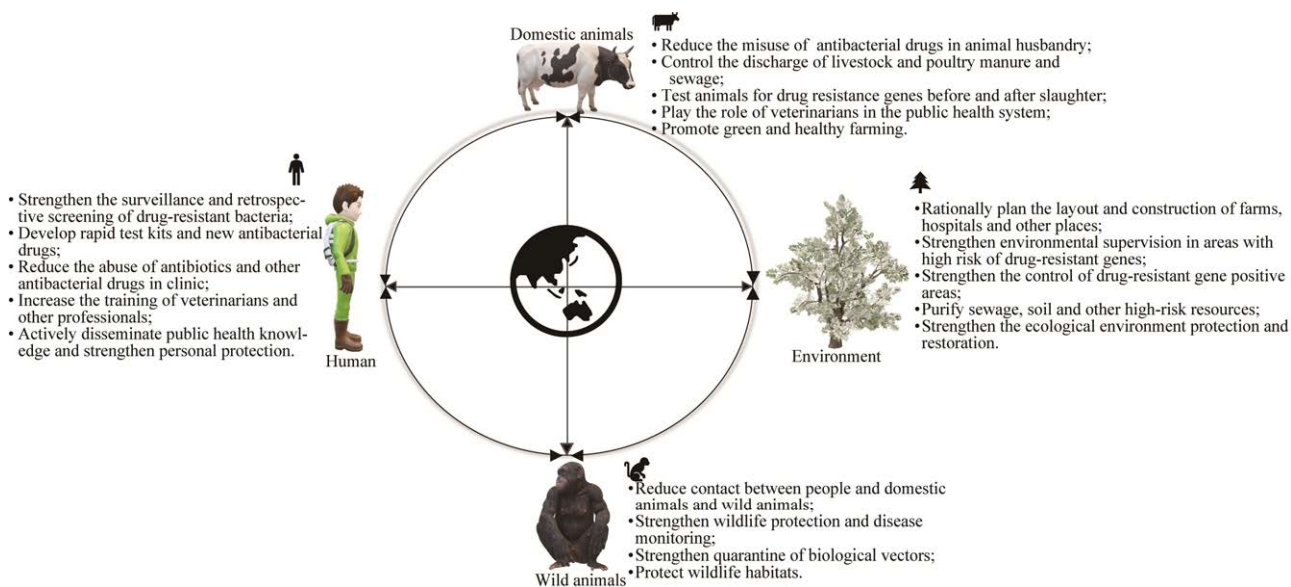 Domestic animals
• Reduce the misuse of antibacterial drugs in animal husbandry;
• Control the discharge of livestock and poultry manure and
sewage;
• Test animals for drug resistance genes before and after slaughter;
• Play the role of veterinarians in the public health system;
• Promote green and healthy farming.
• Strengthen the surveillance and retrospec-
tive screening of drug-resistant bacteria;
• Develop rapid test kits and new antibacterial
drugs;
• Reduce the abuse of antibiotics and other
antibacterial drugs in clinic;
• Increase the training of veterinarians and
other professionals;
• Actively disseminate public health knowl-
edge and strengthen personal protection.
Human
• Rationally plan the layout and construction of farms,
hospitals and other places;
• Strengthen environmental supervision in areas with
high risk of drug-resistant genes;
• Strengthen the control of drug-resistant gene positive
areas;
• Purify sewage, soil and other high-risk resources;
• Strengthen the ecological environment protection and
restoration.
Environment
• Reduce contact between people and domestic
animals and wild animals;
• Strengthen wildlife protection and disease
monitoring;
• Strengthen quarantine of biological vectors;
• Protect wildlife habitats.
Wild animals